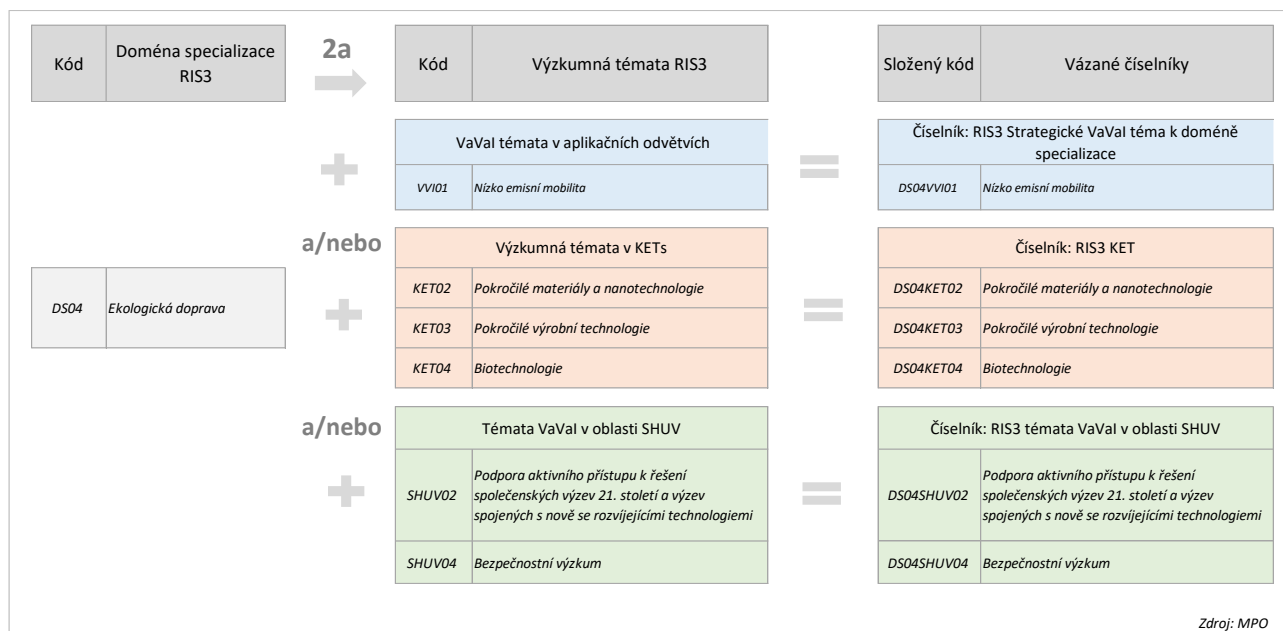 Kód
Doména specializace
RIS3
2a
Kód
Výzkumná témata RIS3
Složený kód
Vázané číselníky
VaVaI témata v aplikačních odvětvích
Číselník: RIS3 Strategické VaVaI téma k doméně
specializace
VVI01
Nízko emisní mobilita
DS04VVI01
Nízko emisní mobilita
a/nebo
Výzkumná témata v KETs
Číselník: RIS3 KET
DS04
Ekologická doprava
KET02
Pokročilé materiály a nanotechnologie
DS04KET02
Pokročilé materiály a nanotechnologie
KET03
Pokročilé výrobní technologie
DS04KET03
Pokročilé výrobní technologie
KET04
Biotechnologie
DS04KET04
Biotechnologie
a/nebo
Témata VaVaI v oblasti SHUV
Číselník: RIS3 témata VaVaI v oblasti SHUV
SHUV02
Podpora aktivního přístupu k řešení
společenských výzev 21. století a výzev
spojených s nově se rozvíjejícími technologiemi
DS04SHUV02
Podpora aktivního přístupu k řešení
společenských výzev 21. století a výzev
spojených s nově se rozvíjejícími technologiemi
SHUV04
Bezpečnostní výzkum
DS04SHUV04
Bezpečnostní výzkum
Zdroj: MPO